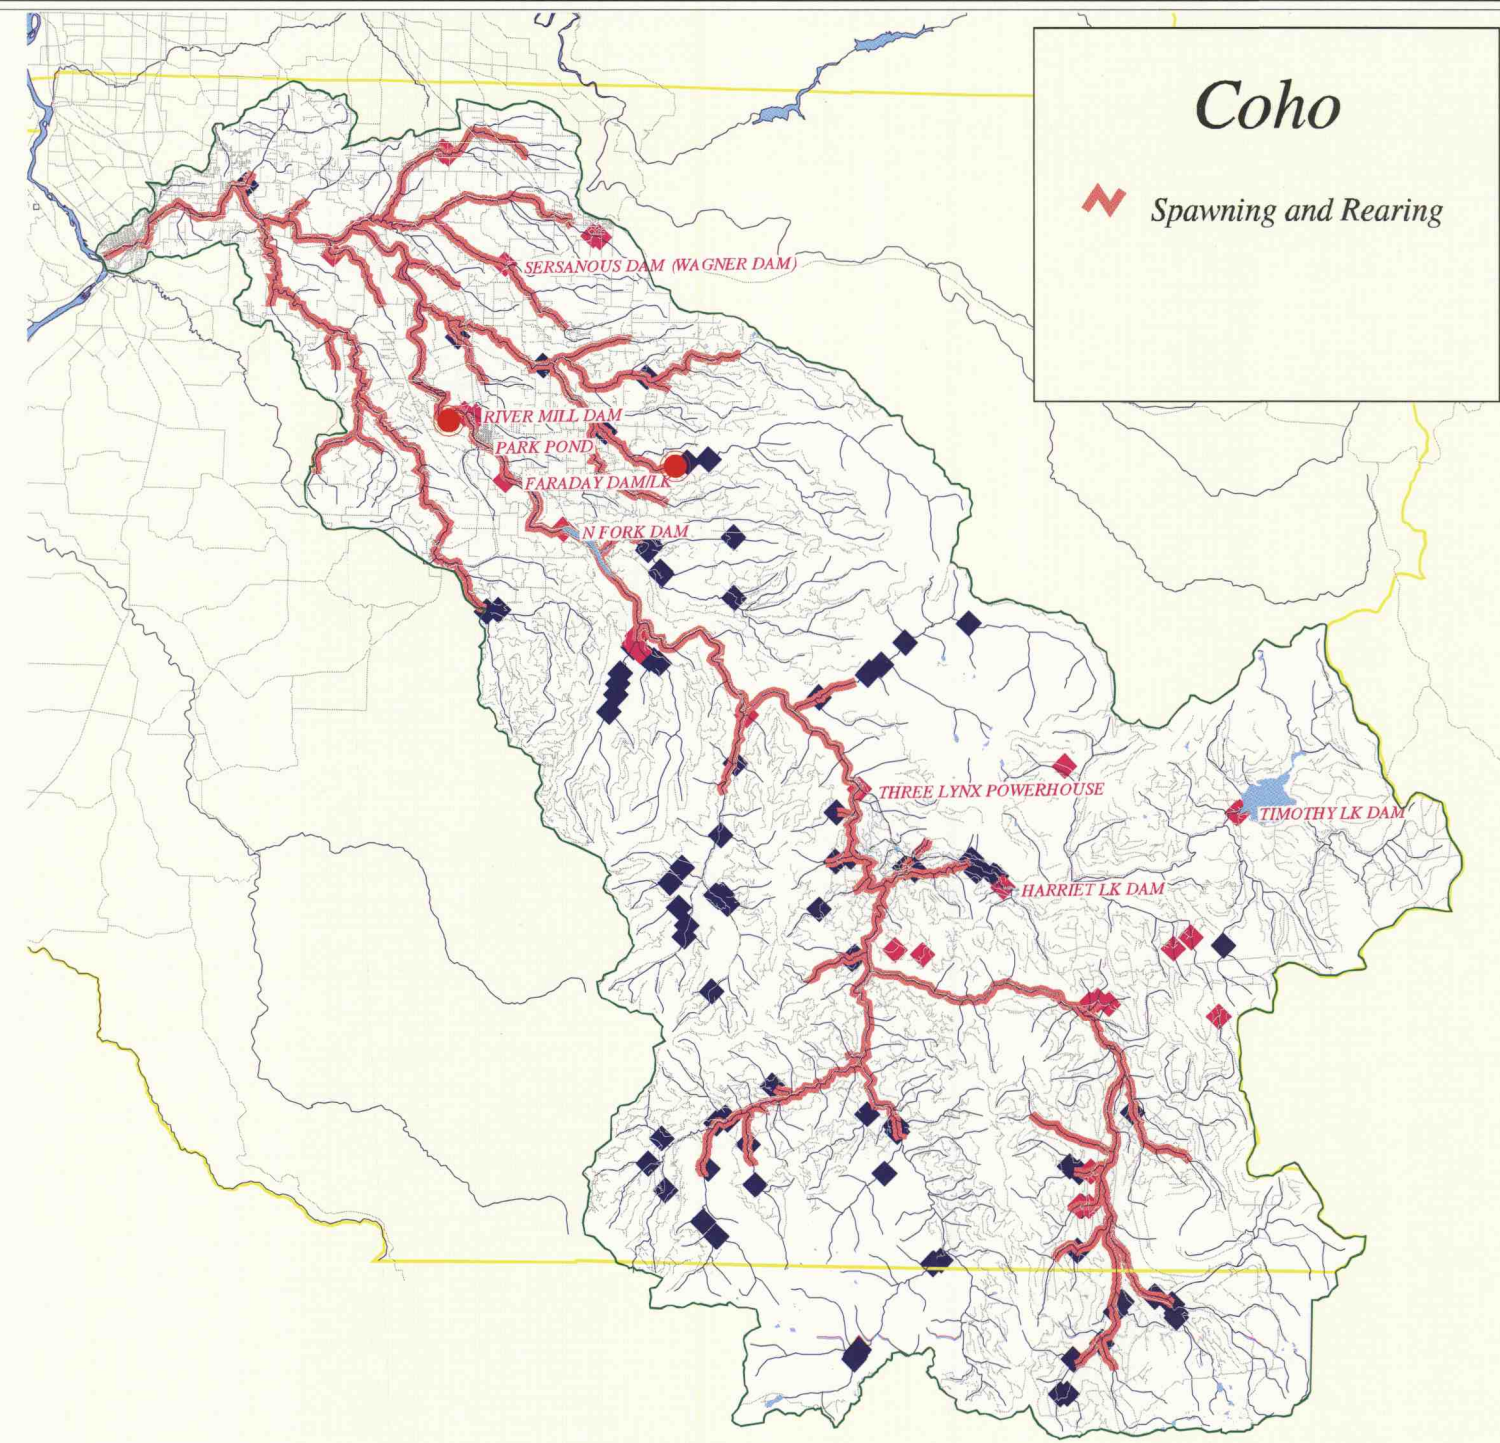 Coho
Spawning and Rearing
SERSANOUS DAM (WAGNER DAM)
RIVER MILL DAM
PARK POND
FARADAY DAM/LK
N FORK DAM
THREE LYNX POWERHOUSE
TIMOTHY LK DAM
HARRIET LK DAM